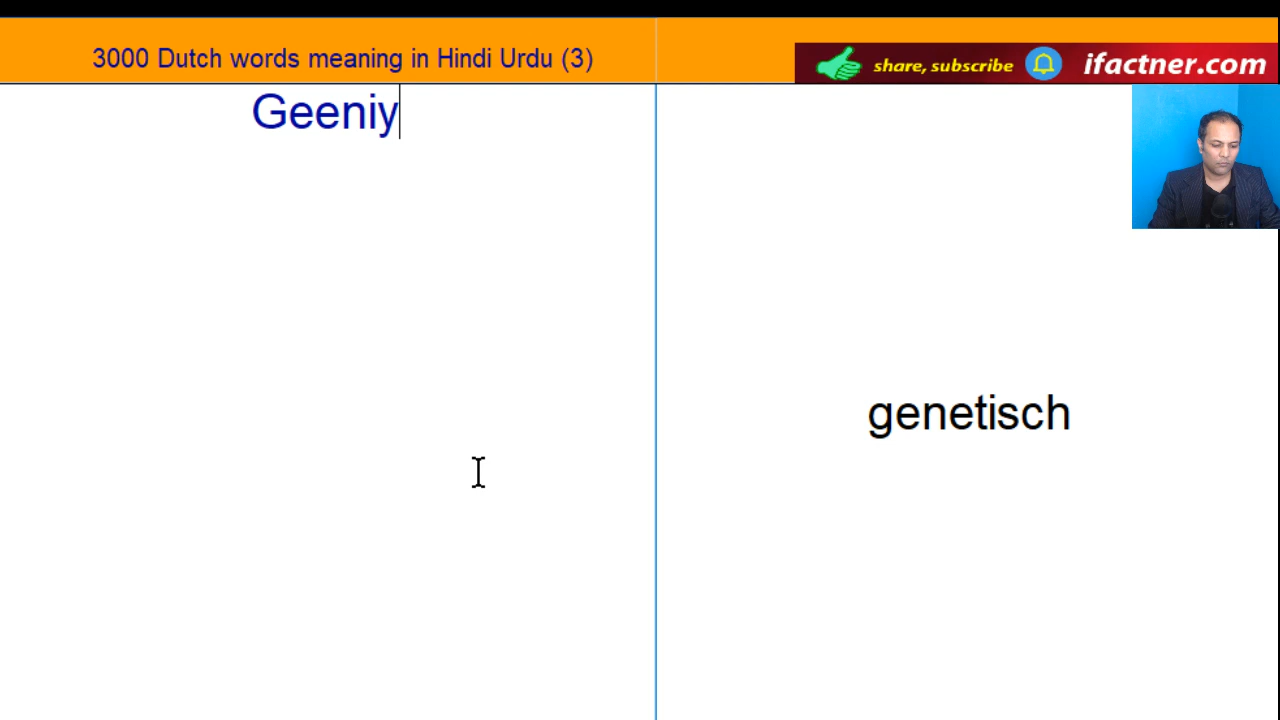 3000 Dutch words meaning in Hindi Urdu (3)
share, subscribe
ifactner.com
Geeniy
genetisch